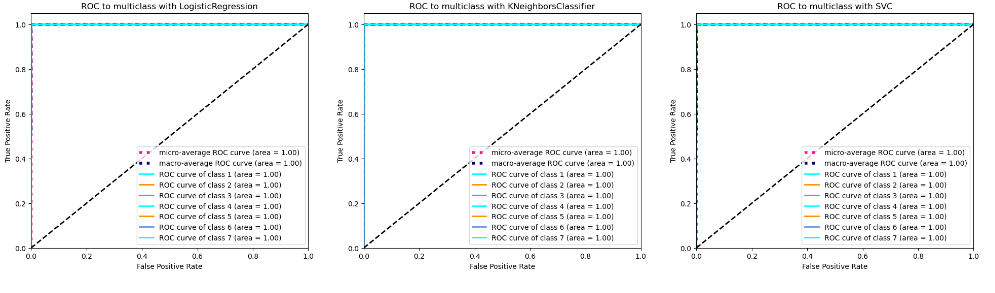 ROC to multiclass with LogisticRegression
1.0
0.8
0.6
0.4
0.2
0.0
True Positive Rate
micro-average ROC curve (area = 1.00)
macro-average ROC curve (area = 1.00)
ROC curve of class 1 (area = 1.00)
ROC curve of class 2 (area = 1.00)
ROC curve of class 3 (area = 1.00)
ROC curve of class 4 (area = 1.00)
ROC curve of class 5 (area = 1.00)
ROC curve of class 6 (area = 1.00)
ROC curve of class 7 (area = 1.00)
0.0 0.2 0.4 0.6 0.8 1.0
False Positive Rate
ROC to multiclass with KNeighborsClassifier
1.0
0.8
0.6
0.4
0.2
0.0
True Positive Rate
micro-average ROC curve (area = 1.00)
macro-average ROC curve (area = 1.00)
ROC curve of class 1 (area = 1.00)
ROC curve of class 2 (area = 1.00)
ROC curve of class 3 (area = 1.00)
ROC curve of class 4 (area = 1.00)
ROC curve of class 5 (area = 1.00)
ROC curve of class 6 (area = 1.00)
ROC curve of class 7 (area = 1.00)
0.0 0.2 0.4 0.6 0.8 1.0
False Positive Rate
ROC to multiclass with SVC
1.0
0.8
0.6
0.4
0.2
0.0
True Positive Rate
micro-average ROC curve (area = 1.00)
macro-average ROC curve (area = 1.00)
ROC curve of class 1 (area = 1.00)
ROC curve of class 2 (area = 1.00)
ROC curve of class 3 (area = 1.00)
ROC curve of class 4 (area = 1.00)
ROC curve of class 5 (area = 1.00)
ROC curve of class 6 (area = 1.00)
ROC curve of class 7 (area = 1.00)
0.0 0.2 0.4 0.6 0.8 1.0
False Positive Rate